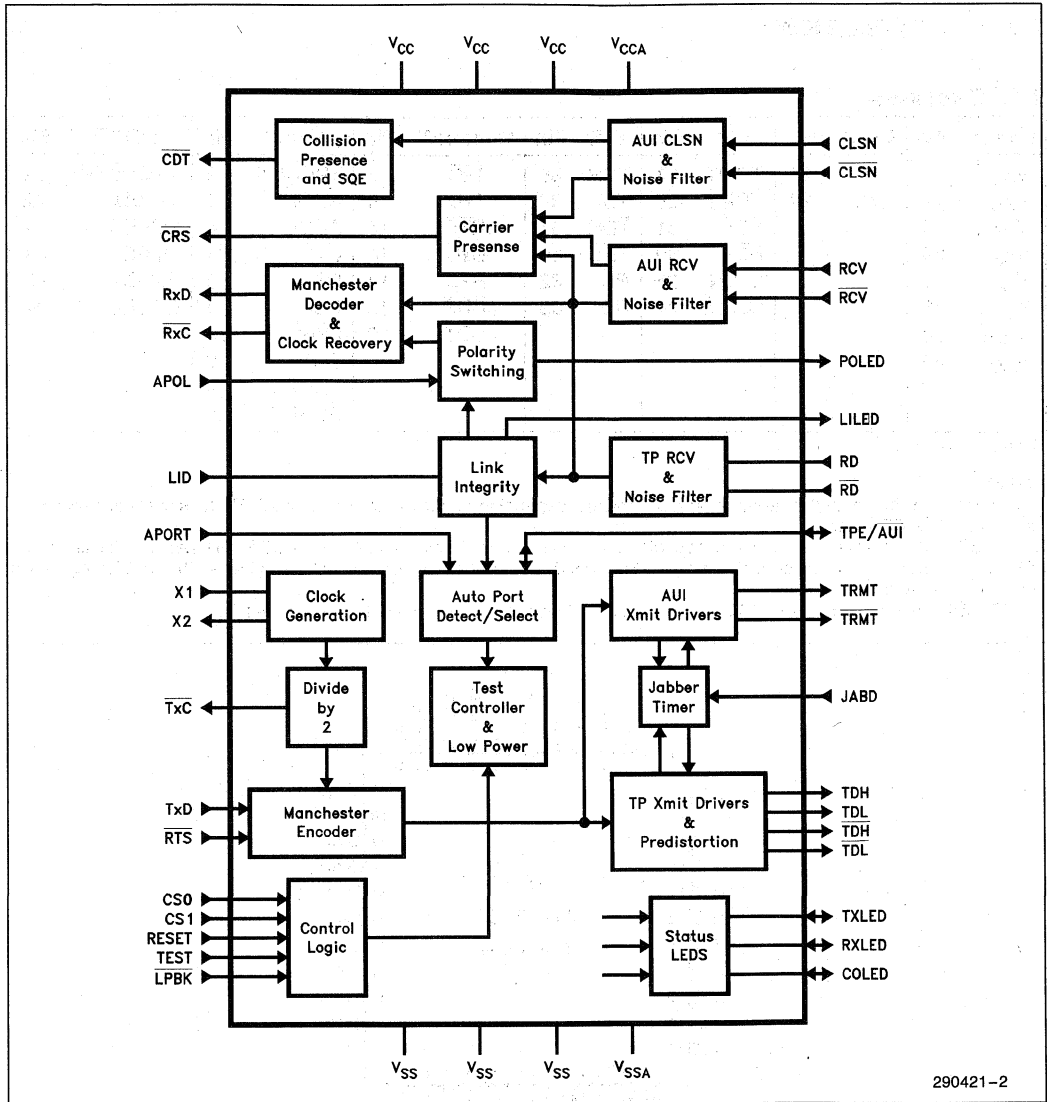 VCC VCC VCC VCCA
Collision
Presence
and SQE
AUI CLSN
&
Noise Filter
CDT
CLSN
CLSN
Carrier
Presense
CRS
AUI RCV
&
Noise Filter
RCV
RCV
Manchester
Decoder
&
Clock Recovery
RxD
RxC
Polarity
Switching
POLED
APOL
LILED
Link
Integrity
LID
TP RCV
&
Noise Filter
RD
RD
APORT
TPE/AUI
X1
X2
Clock
Generation
Auto Port
Detect/Select
AUI
Xmit Drivers
TRMT
TRMT
TxC
Divide
by
2
Test
Controller
&
Low Power
Jabber
Timer
JABD
TxD
RTS
Manchester
Encoder
TP Xmit Drivers
&
Predistortion
TDH
TDL
TDH
TDL
CS0
CS1
RESET
TEST
LPBK
Control
Logic
Status
LEDS
TXLED
RXLED
COLED
VSS VSS VSS VSSA
290421-2